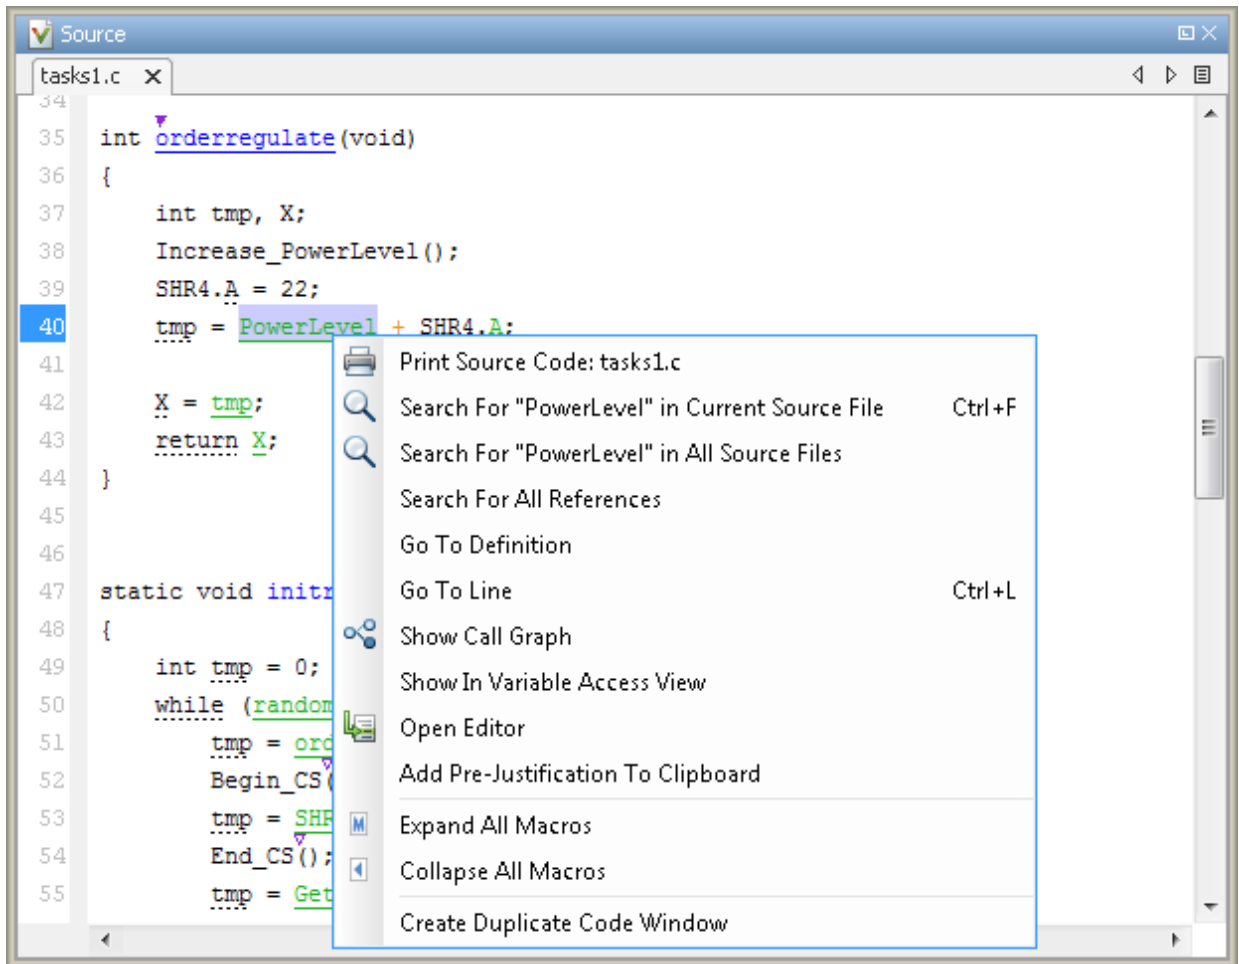 Source
tasks1.c
34
35 int orderregulate(void)
36 {
37 int tmp, X;
38 Increase_PowerLevel();
39 SHR4.A = 22;
40 tmp = PowerLevel + SHR4.A;
41
42 X = tmp;
43 return X;
44 }
45
46
47 static void initr
48 {
49 int tmp = 0;
50 while (random
51 tmp = ord
52 Begin_CS(
53 tmp = SHR
54 End_CS();
55 tmp = Get
Print Source Code: tasks1.c
Search For "PowerLevel" in Current Source File Ctrl+F
Search For "PowerLevel" in All Source Files
Search For All References
Go To Definition
Go To Line Ctrl+L
Show Call Graph
Show In Variable Access View
Open Editor
Add Pre-Justification To Clipboard
M Expand All Macros
Collapse All Macros
Create Duplicate Code Window